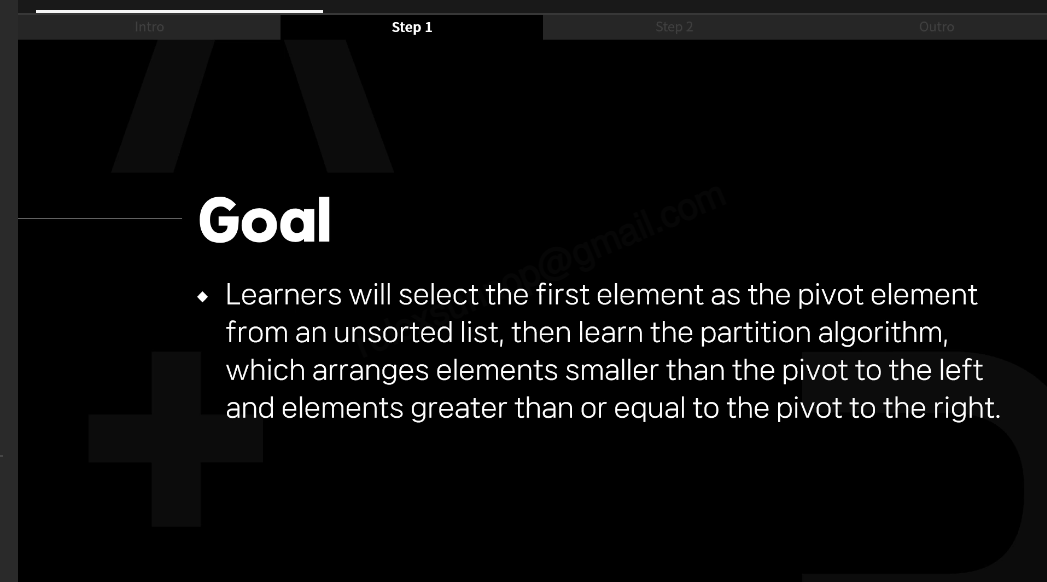 Intro
Step 1
Step 2
Outro
Goal
Learners will select the first element as the pivot element
from an unsorted list, then learn the partition algorithm,
which arranges elements smaller than the pivot to the left
and elements greater than or equal to the pivot to the right.